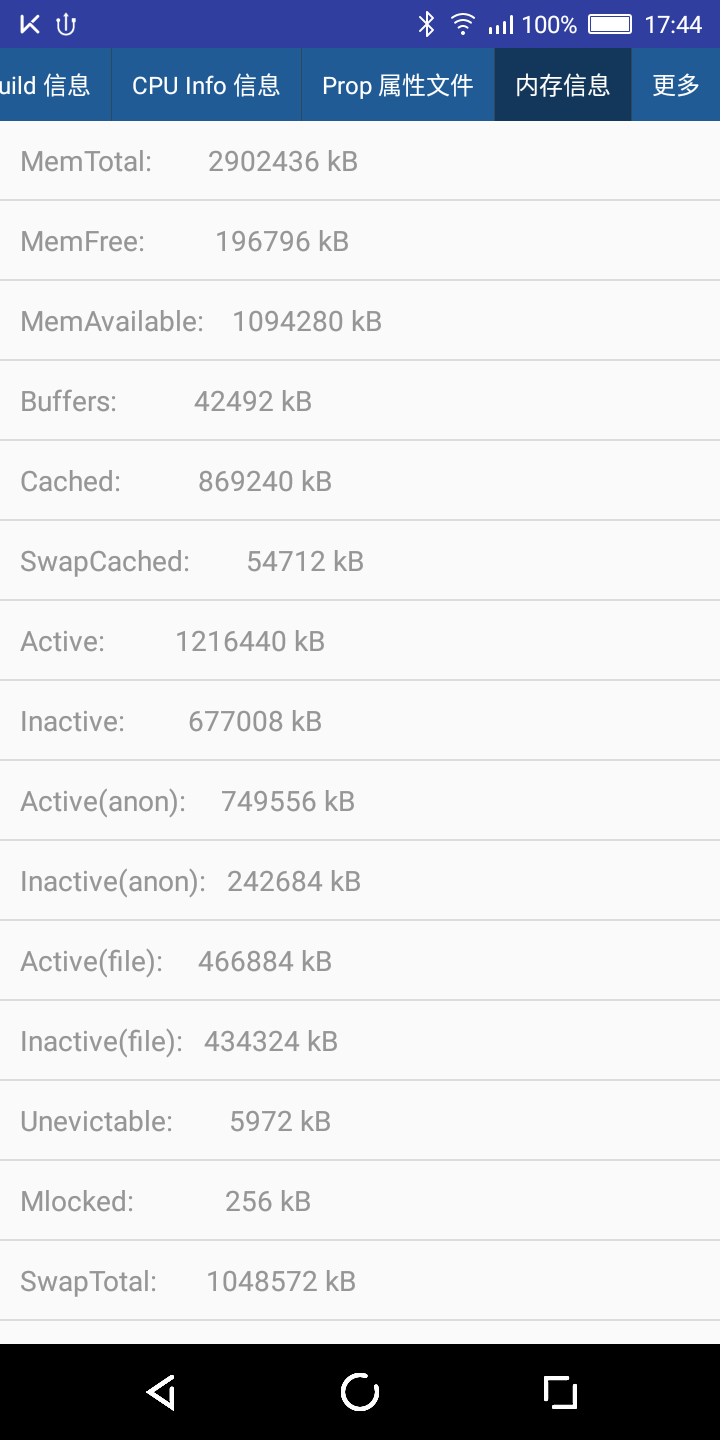 100% 17:44
uild 信息 CPU Info 信息 Prop 属性文件 内存信息 更多
MemTotal: 2902436 kB
MemFree: 196796 kB
MemAvailable: 1094280 kB
Buffers: 42492 kB
Cached: 869240 kB
SwapCached: 54712 kB
Active: 1216440 kB
Inactive: 677008 kB
Active(anon): 749556 kB
Inactive(anon): 242684 kB
Active(file): 466884 kB
Inactive(file): 434324 kB
Unevictable: 5972 kB
Mlocked: 256 kB
SwapTotal: 1048572 kB